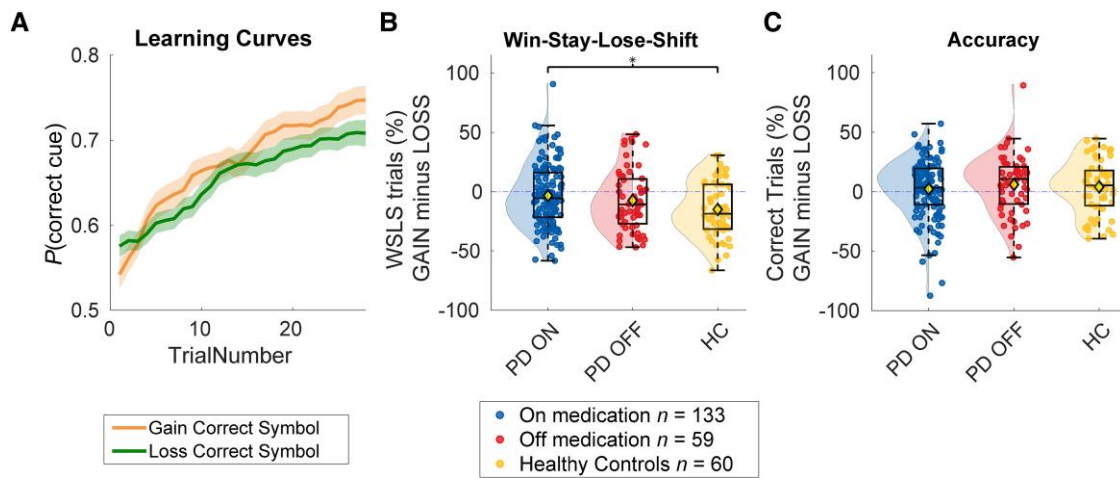 A
Learning Curves
0.8
0.7
0.6
0.5
P(correct cue)
0
10
20
TrialNumber
Gain Correct Symbol
Loss Correct Symbol
B
Win-Stay-Lose-Shift
*
100
50
0
-50
-100
WSLS trials (%)
GAIN minus LOSS
PD ON
PD OFF
HC
On medication n = 133
Off medication n = 59
Healthy Controls n = 60
C
Accuracy
100
50
0
-50
-100
Correct Trials (%)
GAIN minus LOSS
PD ON
PD OFF
HC